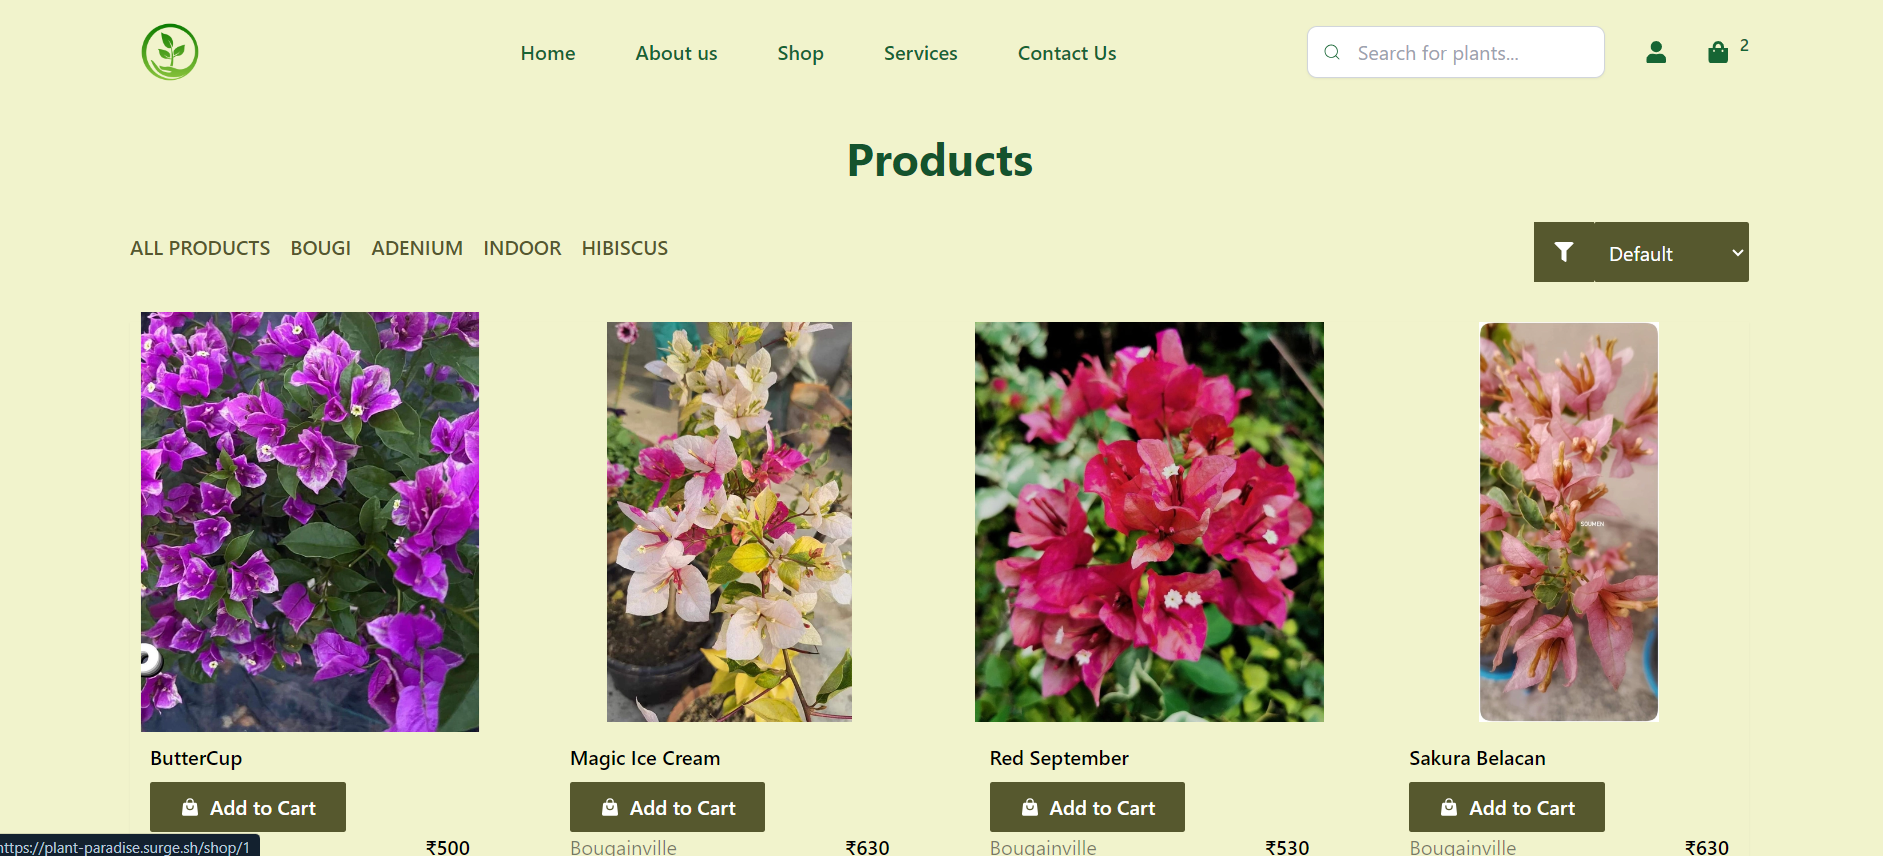 Home About us Shop Services Contact Us Search for plants... 2
Products
ALL PRODUCTS BOUGI ADENIUM INDOOR HIBISCUS Default
SOUMEN
ButterCup Magic Ice Cream Red September Sakura Belacan
Add to Cart Add to Cart Add to Cart Add to Cart
https://plant-paradise.surge.sh/shop/1 ₹500 Bougainville ₹630 Bougainville ₹530 Bougainville ₹630